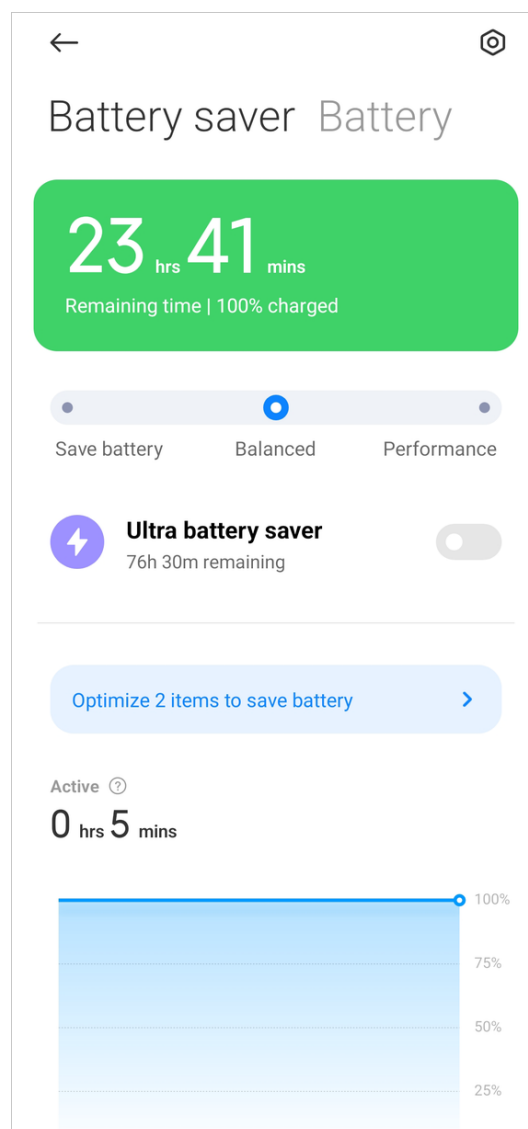 Battery saver Battery
23 hrs 41 mins
Remaining time | 100% charged
Save battery Balanced Performance
Ultra battery saver
76h 30m remaining
Optimize 2 items to save battery
Active ?
0 hrs 5 mins
100%
75%
50%
25%